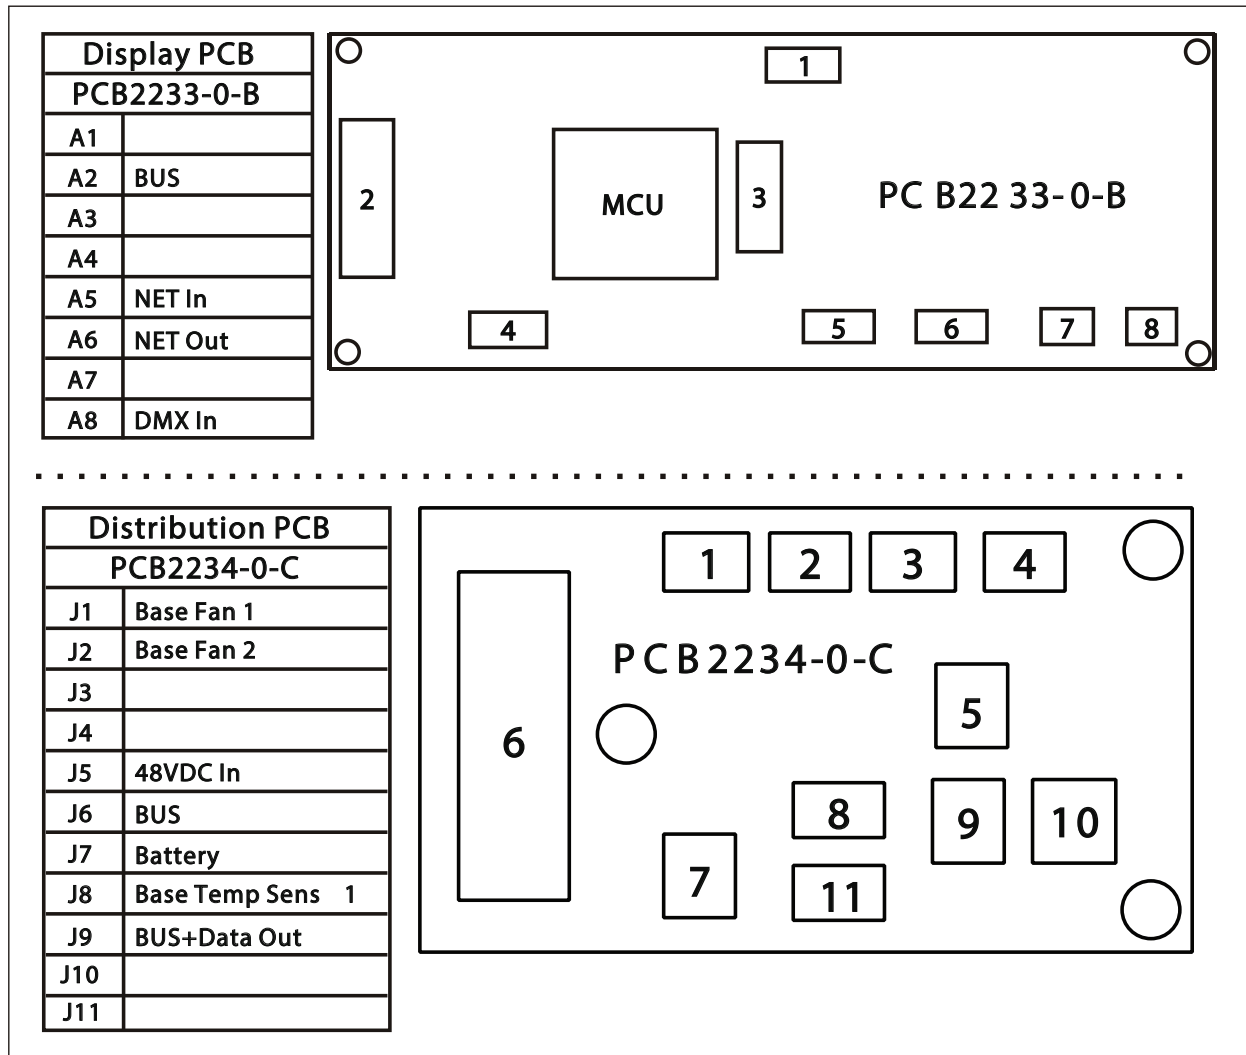 Display PCB
PCB2233-0-B
A1
A2 BUS
A3
A4
A5 NET In
A6 NET Out
A7
A8 DMX In
1
2
MCU
3
PC B22 33-0-B
4
5
6
7
8
Distribution PCB
PCB2234-0-C
J1 Base Fan 1
J2 Base Fan 2
J3
J4
J5 48VDC In
J6 BUS
J7 Battery
J8 Base Temp Sens 1
J9 BUS+Data Out
J10
J11
1
2
3
4
PCB2234-0-C
5
6
7
8
9
10
11